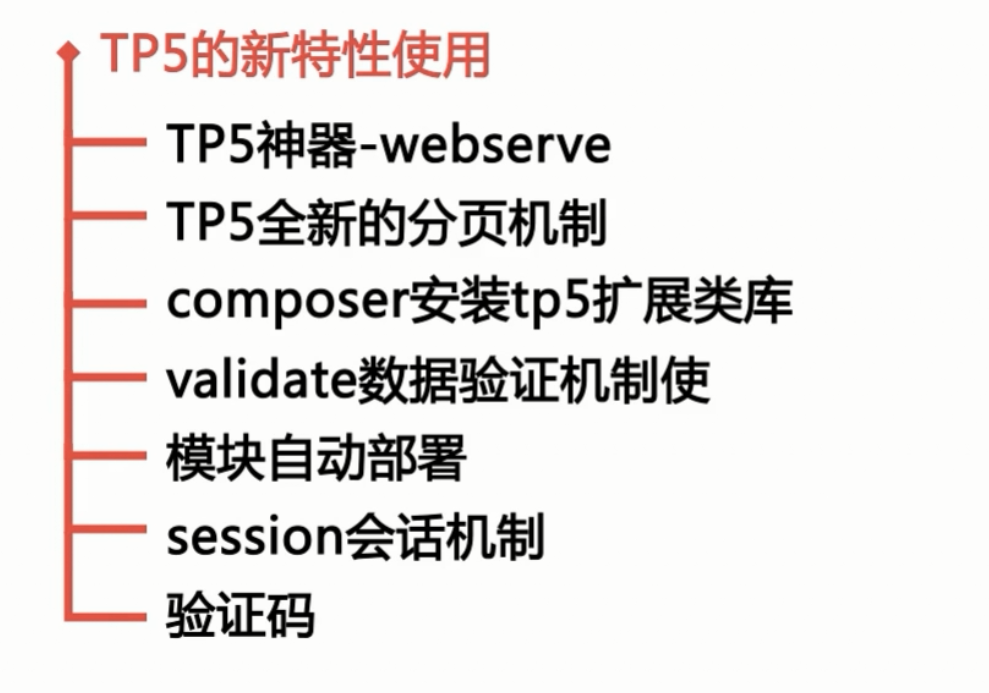 TP5的新特性使用
TP5神器-webserve
TP5全新的分页机制
composer安装tp5扩展类库
validate数据验证机制使
模块自动部署
session会话机制
验证码